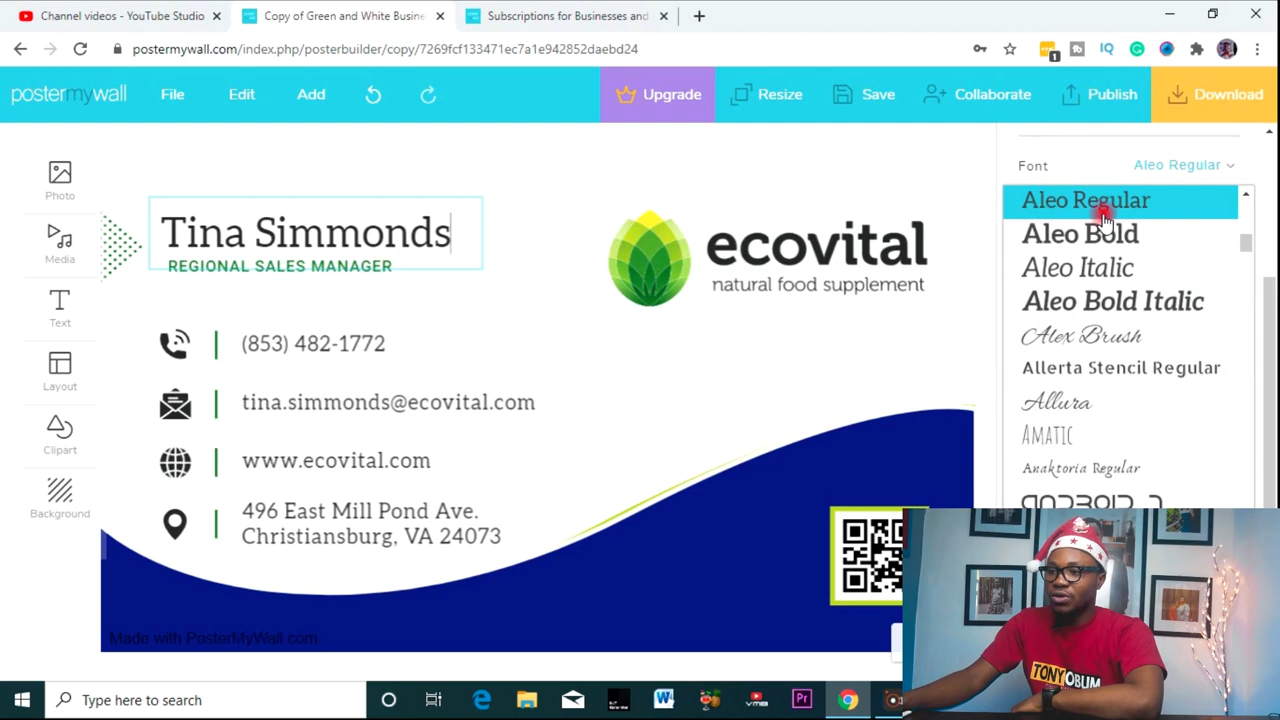 Channel videos - YouTube Studio
Copy of Green and White Busine
Subscriptions for Businesses and
postermywall.com/index.php/posterbuilder/copy/7269fcf133471ec7a1e942852daebd24
1
postermywall
File
Edit
Add
Upgrade
Resize
Save
Collaborate
Publish
Download
Photo
Media
Text
Layout
Clipart
Background
Tina Simmonds
REGIONAL SALES MANAGER
ecovital
natural food supplement
(853) 482-1772
tina.simmonds@ecovital.com
www.ecovital.com
496 East Mill Pond Ave.
Christiansburg, VA 24073
Made with PosterMyWall.com
Font
Aleo Regular
Aleo Regular
Aleo Bold
Aleo Italic
Aleo Bold Italic
Alex Brush
Allerta Stencil Regular
Allura
AMATIC
Anaktoria Regular
TONYOBUM
Type here to search